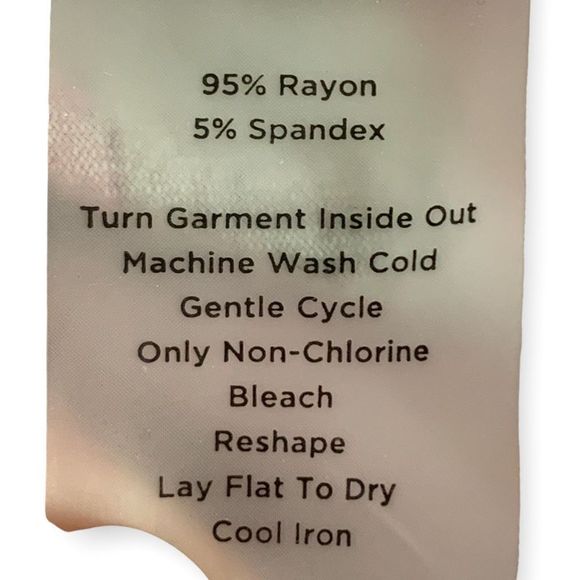 95% Rayon
5% Spandex
Turn Garment Inside Out
Machine Wash Cold
Gentle Cycle
Only Non-Chlorine
Bleach
Reshape
Lay Flat To Dry
Cool Iron